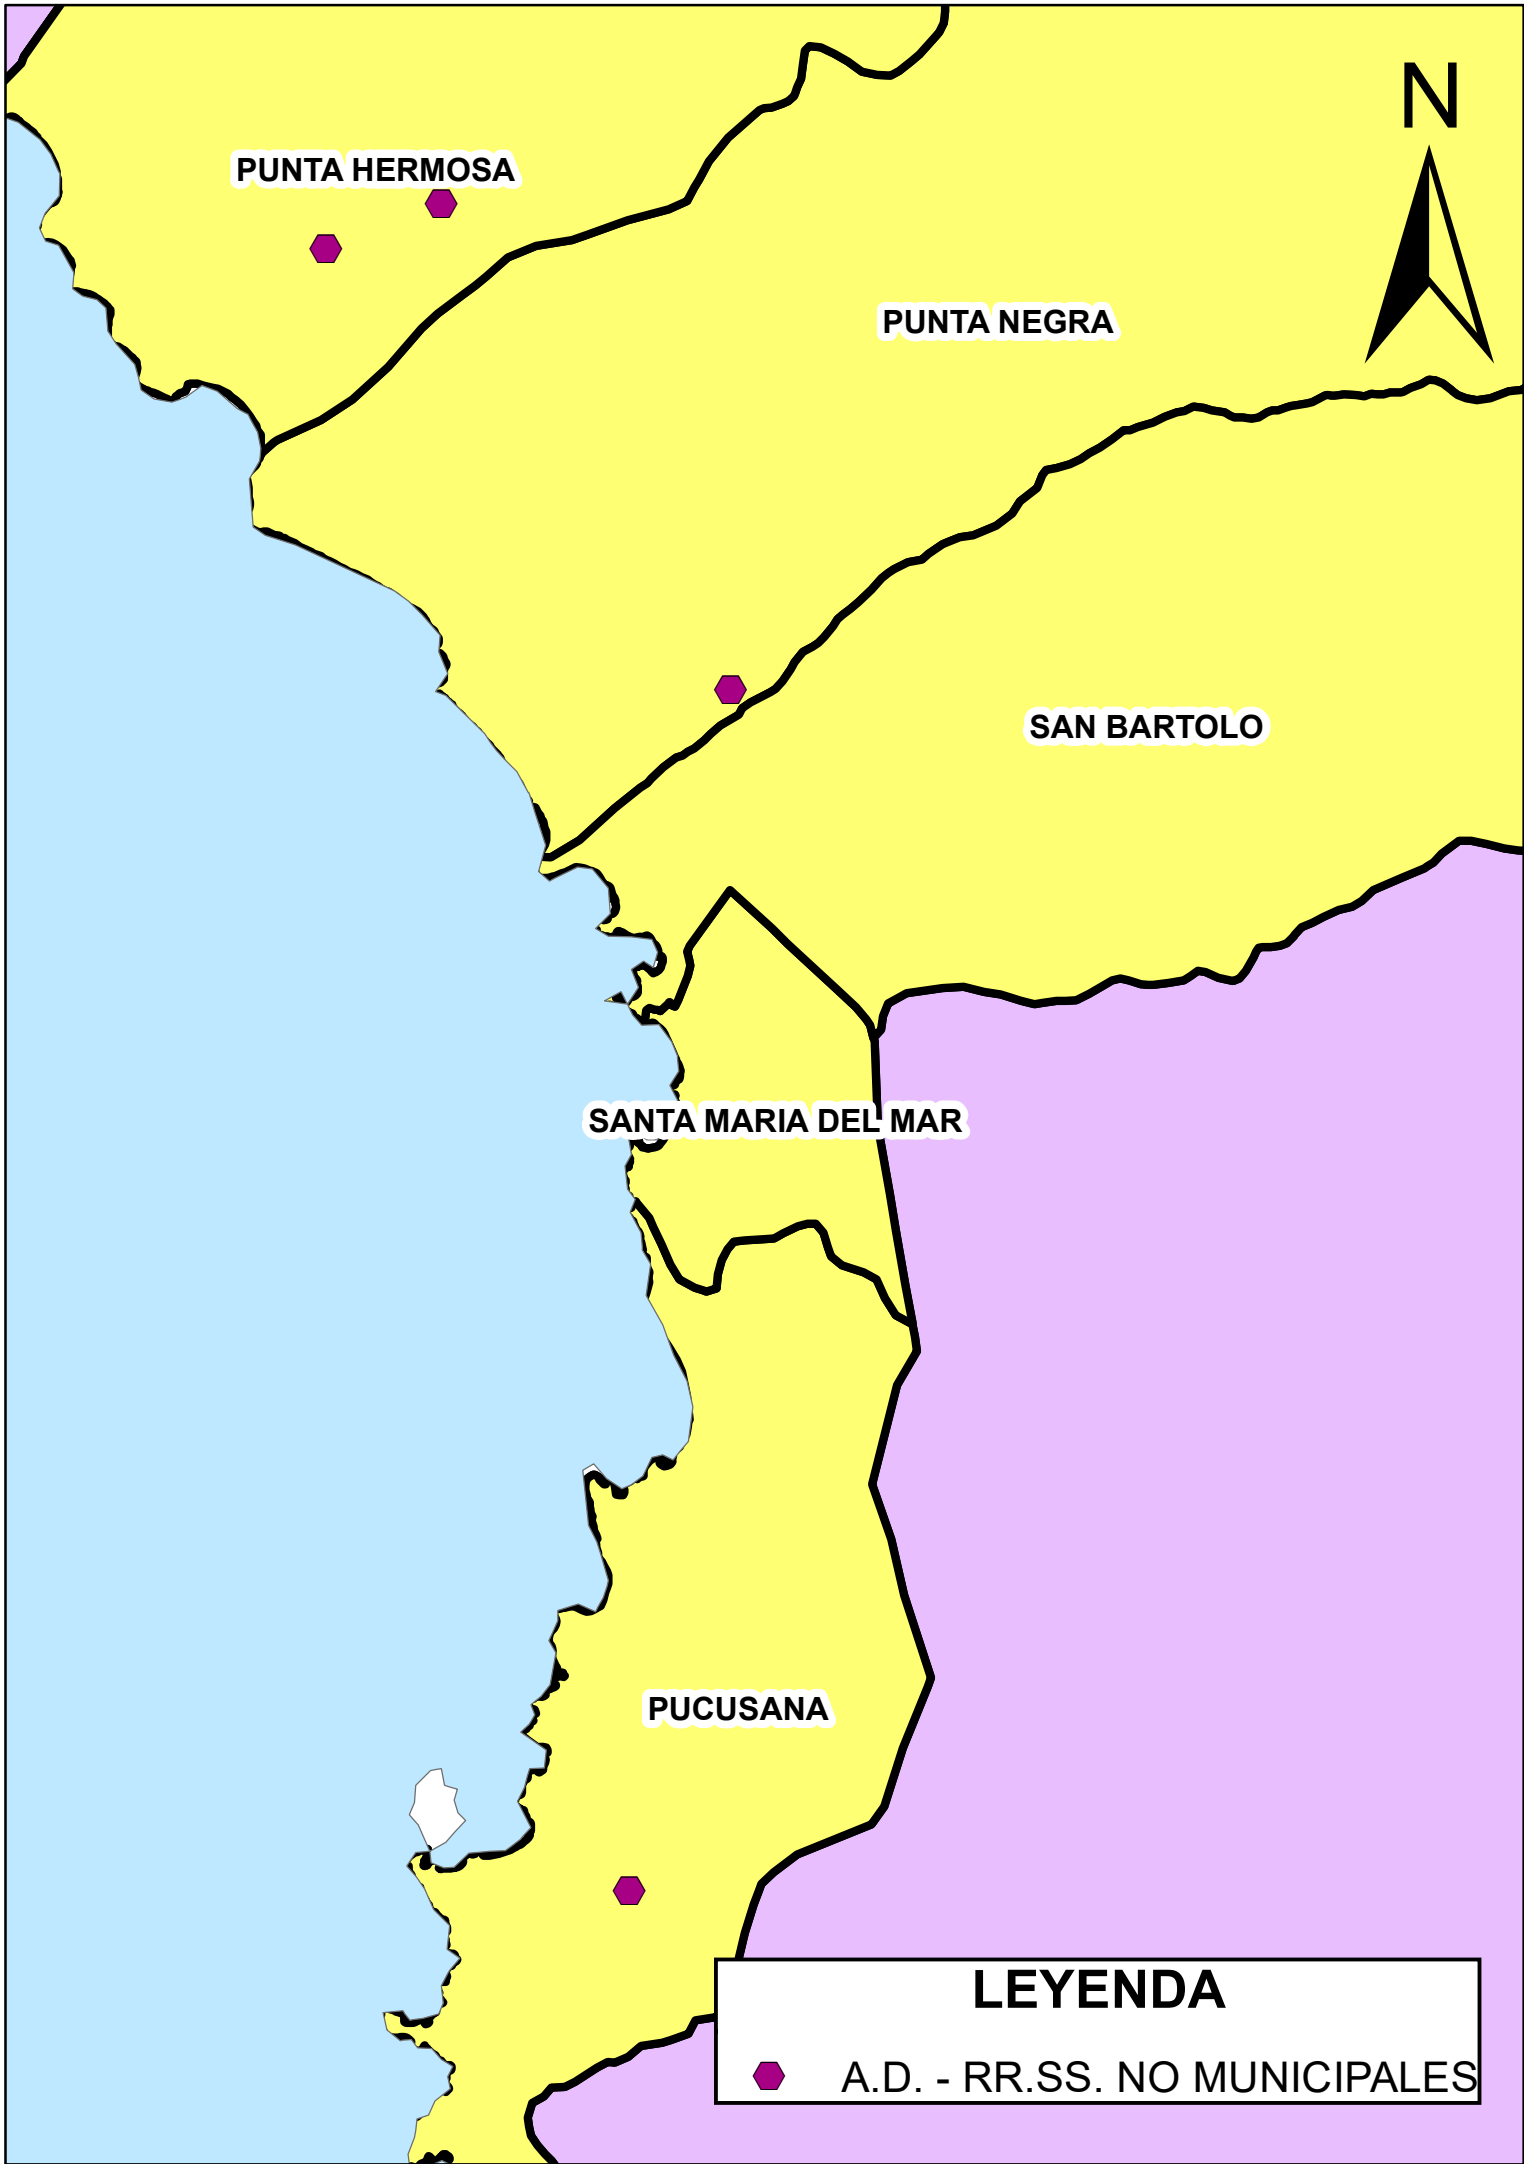 N
PUNTA HERMOSA
PUNTA NEGRA
SAN BARTOLO
SANTA MARIA DEL MAR
PUCUSANA
LEYENDA
A.D. - RR.SS. NO MUNICIPALES